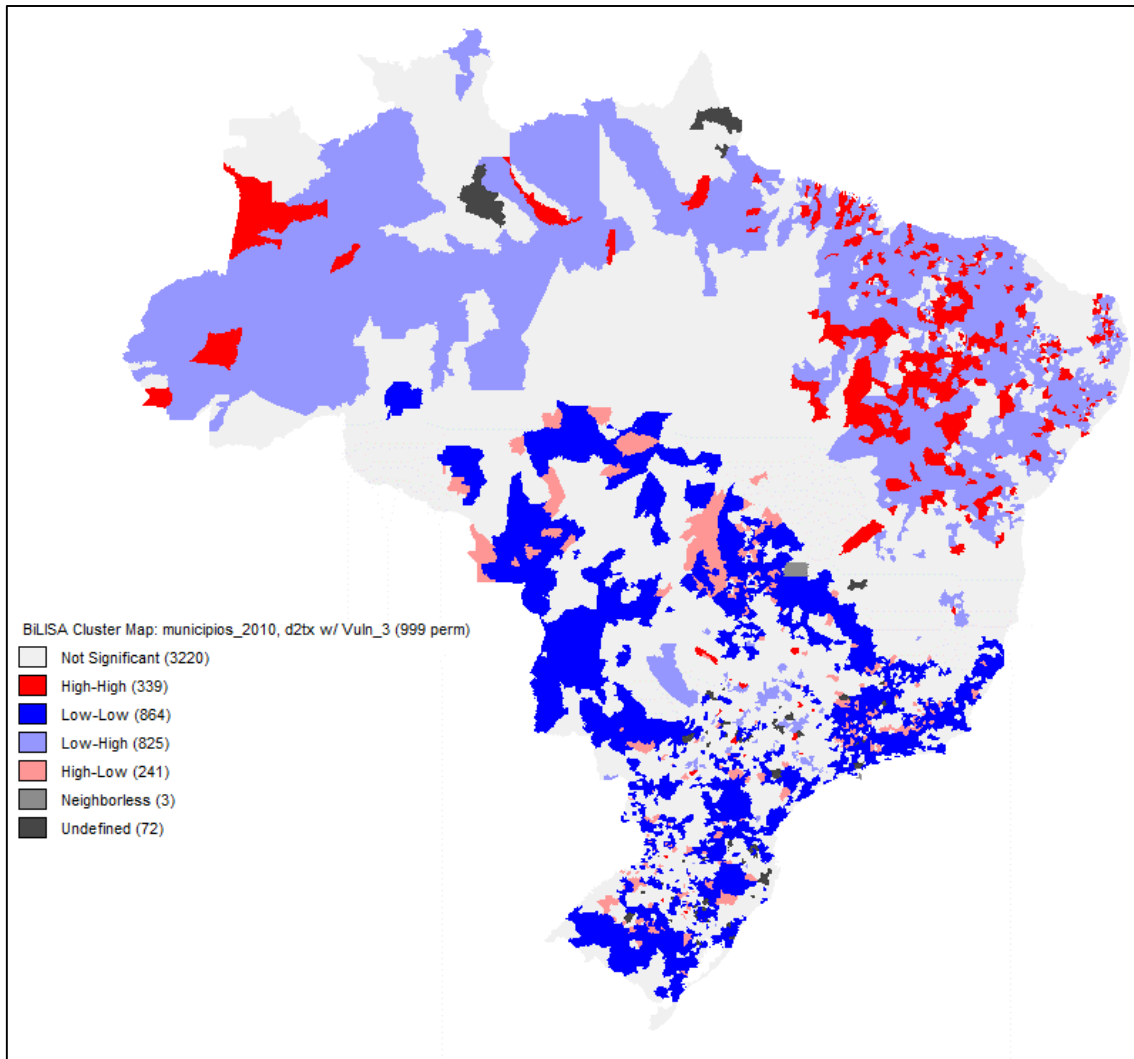 BiLISA Cluster Map: municipios_2010, d2tx w/ Vuln_3 (999 perm)
Not Significant (3220)
High-High (339)
Low-Low (864)
Low-High (825)
High-Low (241)
Neighborless (3)
Undefined (72)